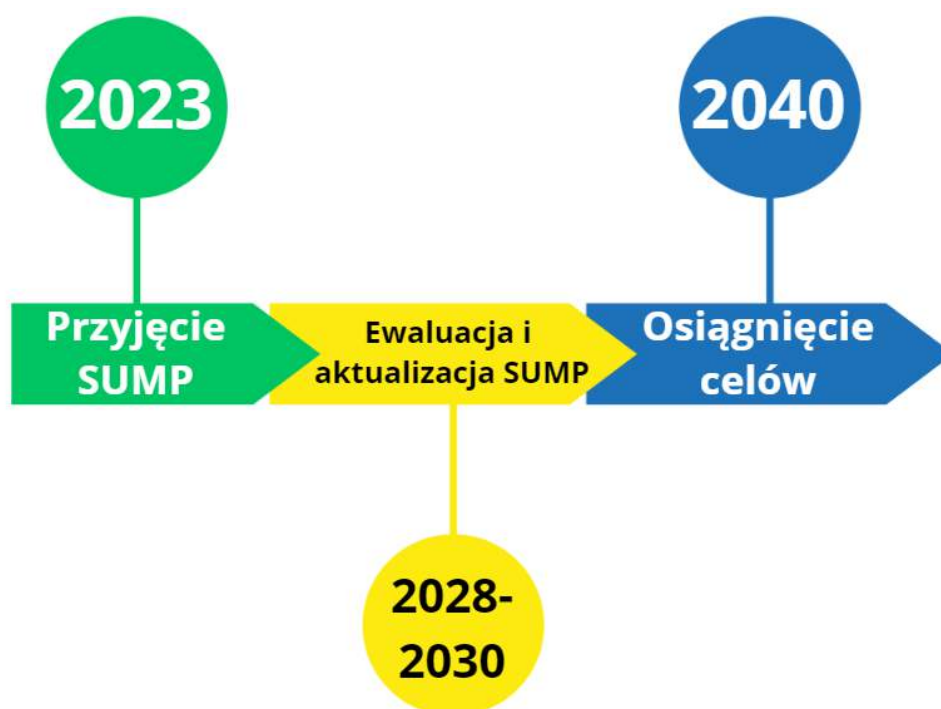 2023
2040
Przyjęcie
SUMP
Ewaluacja i
aktualizacja SUMP
Osiągnięcie
celów
2028-
2030